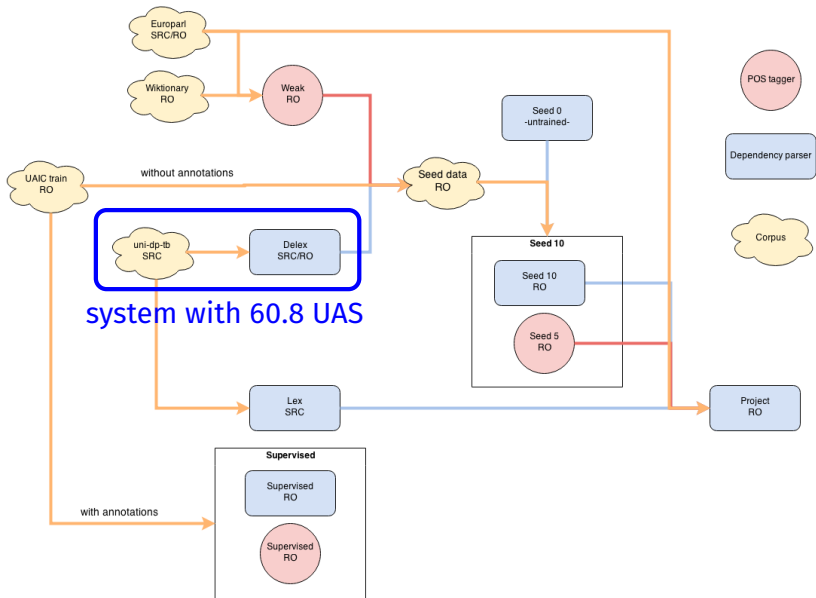 Europarl
SRC/RO
Wiktionary
RO
Weak
RO
Seed 0
-untrained-
POS tagger
Dependency parser
Corpus
UAIC train
RO
without annotations
Seed data
RO
uni-dp-tb
SRC
Delex
SRC/RO
system with 60.8 UAS
Seed 10
Seed 10
RO
Seed 5
RO
Lex
SRC
Project
RO
Supervised
Supervised
RO
with annotations
Supervised
RO